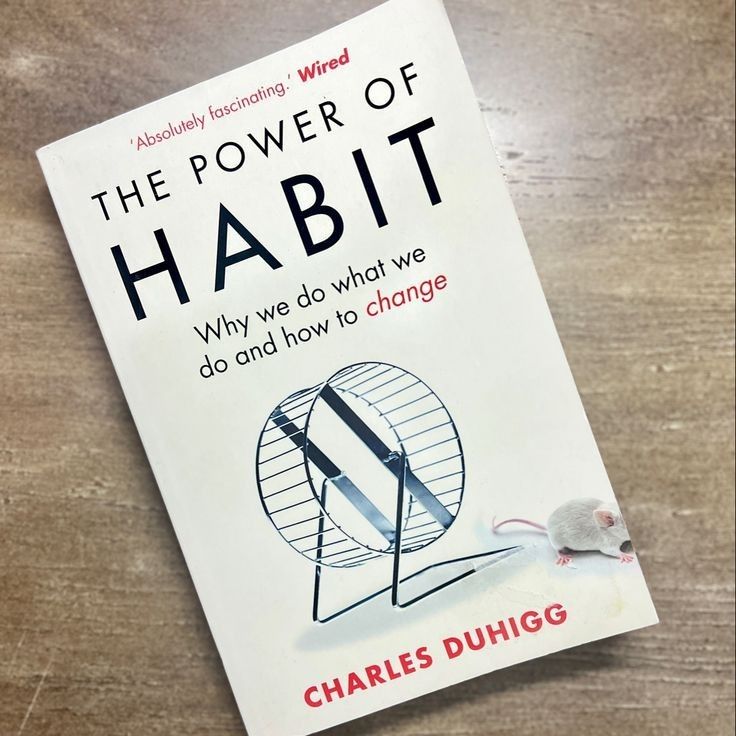 'Absolutely fascinating.' Wired
THE POWER OF
HABIT
Why we do what we
do and how to change
CHARLES DUHIGG